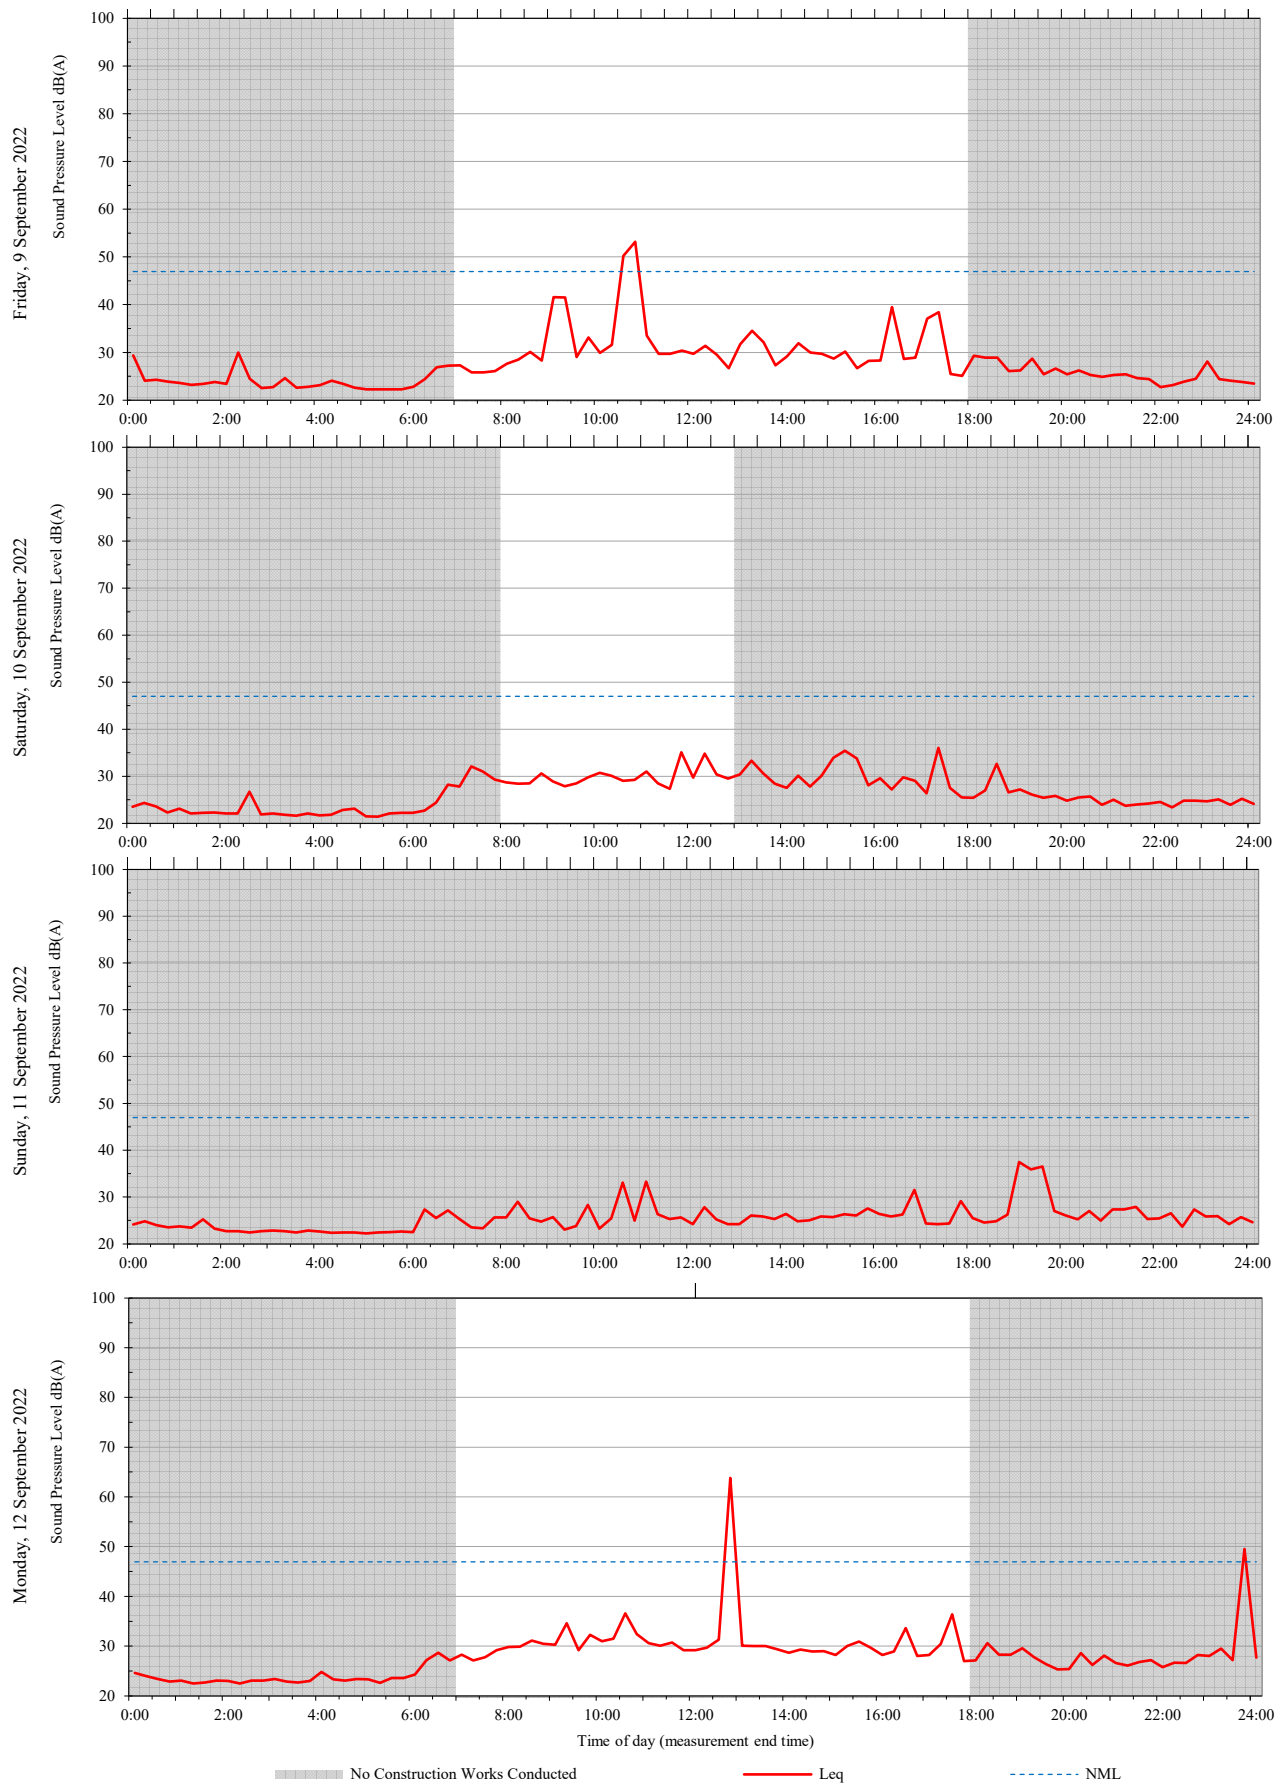 Friday, 9 September 2022
Sound Pressure Level dB(A)
100
90
80
70
60
50
40
30
20
0:00 2:00 4:00 6:00 8:00 10:00 12:00 14:00 16:00 18:00 20:00 22:00 24:00
Saturday, 10 September 2022
Sound Pressure Level dB(A)
100
90
80
70
60
50
40
30
20
0:00 2:00 4:00 6:00 8:00 10:00 12:00 14:00 16:00 18:00 20:00 22:00 24:00
Sunday, 11 September 2022
Sound Pressure Level dB(A)
100
90
80
70
60
50
40
30
20
0:00 2:00 4:00 6:00 8:00 10:00 12:00 14:00 16:00 18:00 20:00 22:00 24:00
Monday, 12 September 2022
Sound Pressure Level dB(A)
100
90
80
70
60
50
40
30
20
0:00 2:00 4:00 6:00 8:00 10:00 12:00 14:00 16:00 18:00 20:00 22:00 24:00
Time of day (measurement end time)
No Construction Works Conducted Leq NML